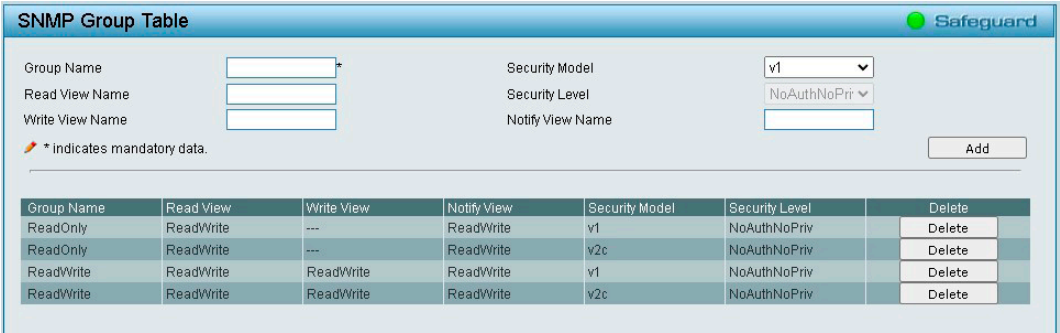 SNMP Group Table Safeguard
Group Name * Security Model v1
Read View Name Security Level NoAuthNoPri
Write View Name Notify View Name
* indicates mandatory data. Add
Group Name Read View Write View Notify View Security Model Security Level Delete
ReadOnly ReadWrite --- ReadWrite v1 NoAuthNoPriv Delete
ReadOnly ReadWrite --- ReadWrite v2c NoAuthNoPriv Delete
ReadWrite ReadWrite ReadWrite ReadWrite v1 NoAuthNoPriv Delete
ReadWrite ReadWrite ReadWrite ReadWrite v2c NoAuthNoPriv Delete